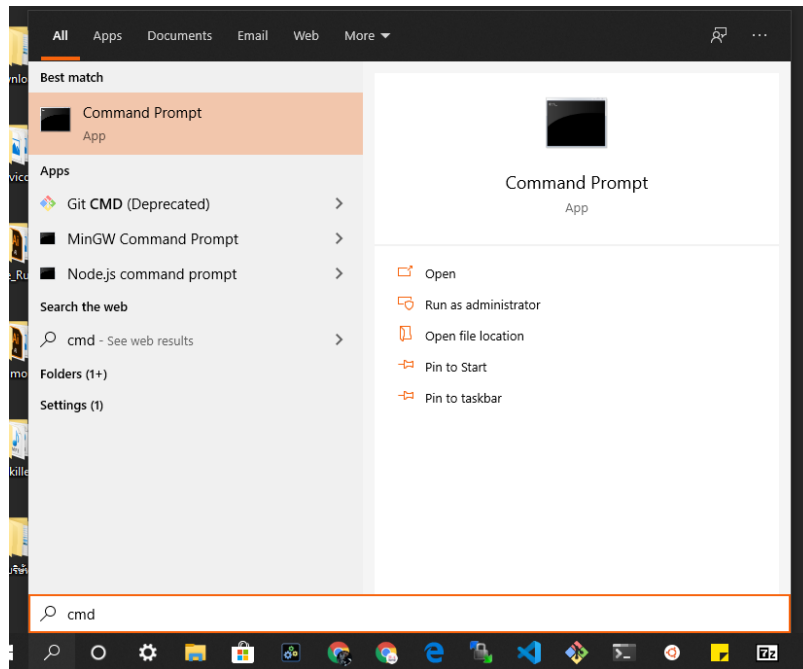 All Apps Documents Email Web More
Best match
Command Prompt
App
Apps
Git CMD (Deprecated)
MinGW Command Prompt
Node.js command prompt
Search the web
cmd - See web results
Folders (1+)
Settings (1)
Command Prompt
App
Open
Run as administrator
Open file location
Pin to Start
Pin to taskbar
cmd
7z